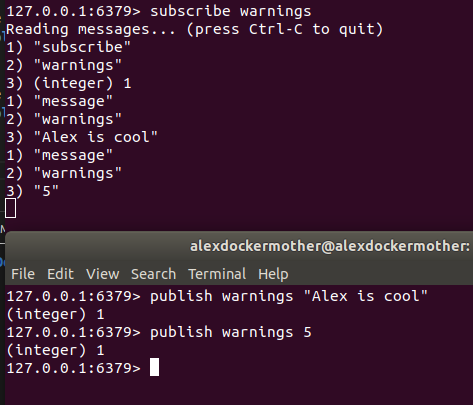 127.0.0.1:6379> subscribe warnings
Reading messages... (press Ctrl-C to quit)
1) "subscribe"
2) "warnings"
3) (integer) 1
1) "message"
2) "warnings"
3) "Alex is cool"
1) "message"
2) "warnings"
3) "5"
alexdockermother@alexdockermother:
File Edit View Search Terminal Help
127.0.0.1:6379> publish warnings "Alex is cool"
(integer) 1
127.0.0.1:6379> publish warnings 5
(integer) 1
127.0.0.1:6379>